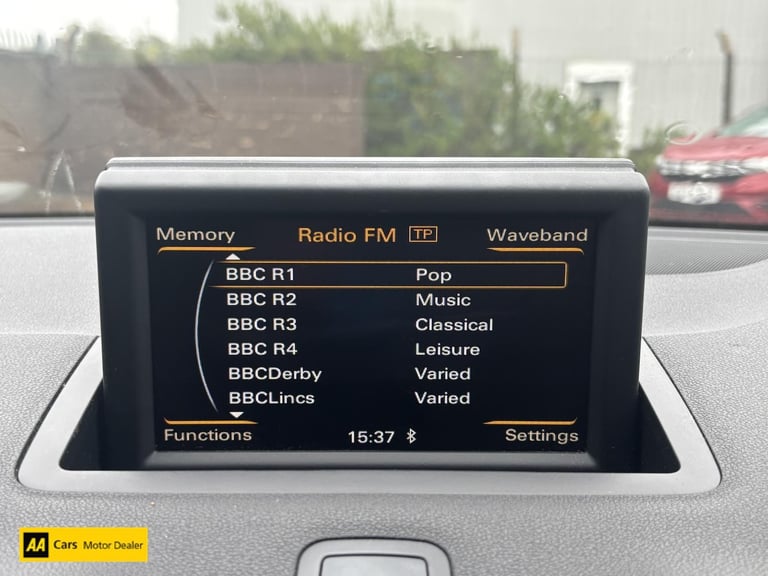 Memory Radio FM TP Waveband
BBC R1 Pop
BBC R2 Music
BBC R3 Classical
BBC R4 Leisure
BBCDerby Varied
BBCLincs Varied
Functions 15:37 Settings
AA Cars Motor Dealer